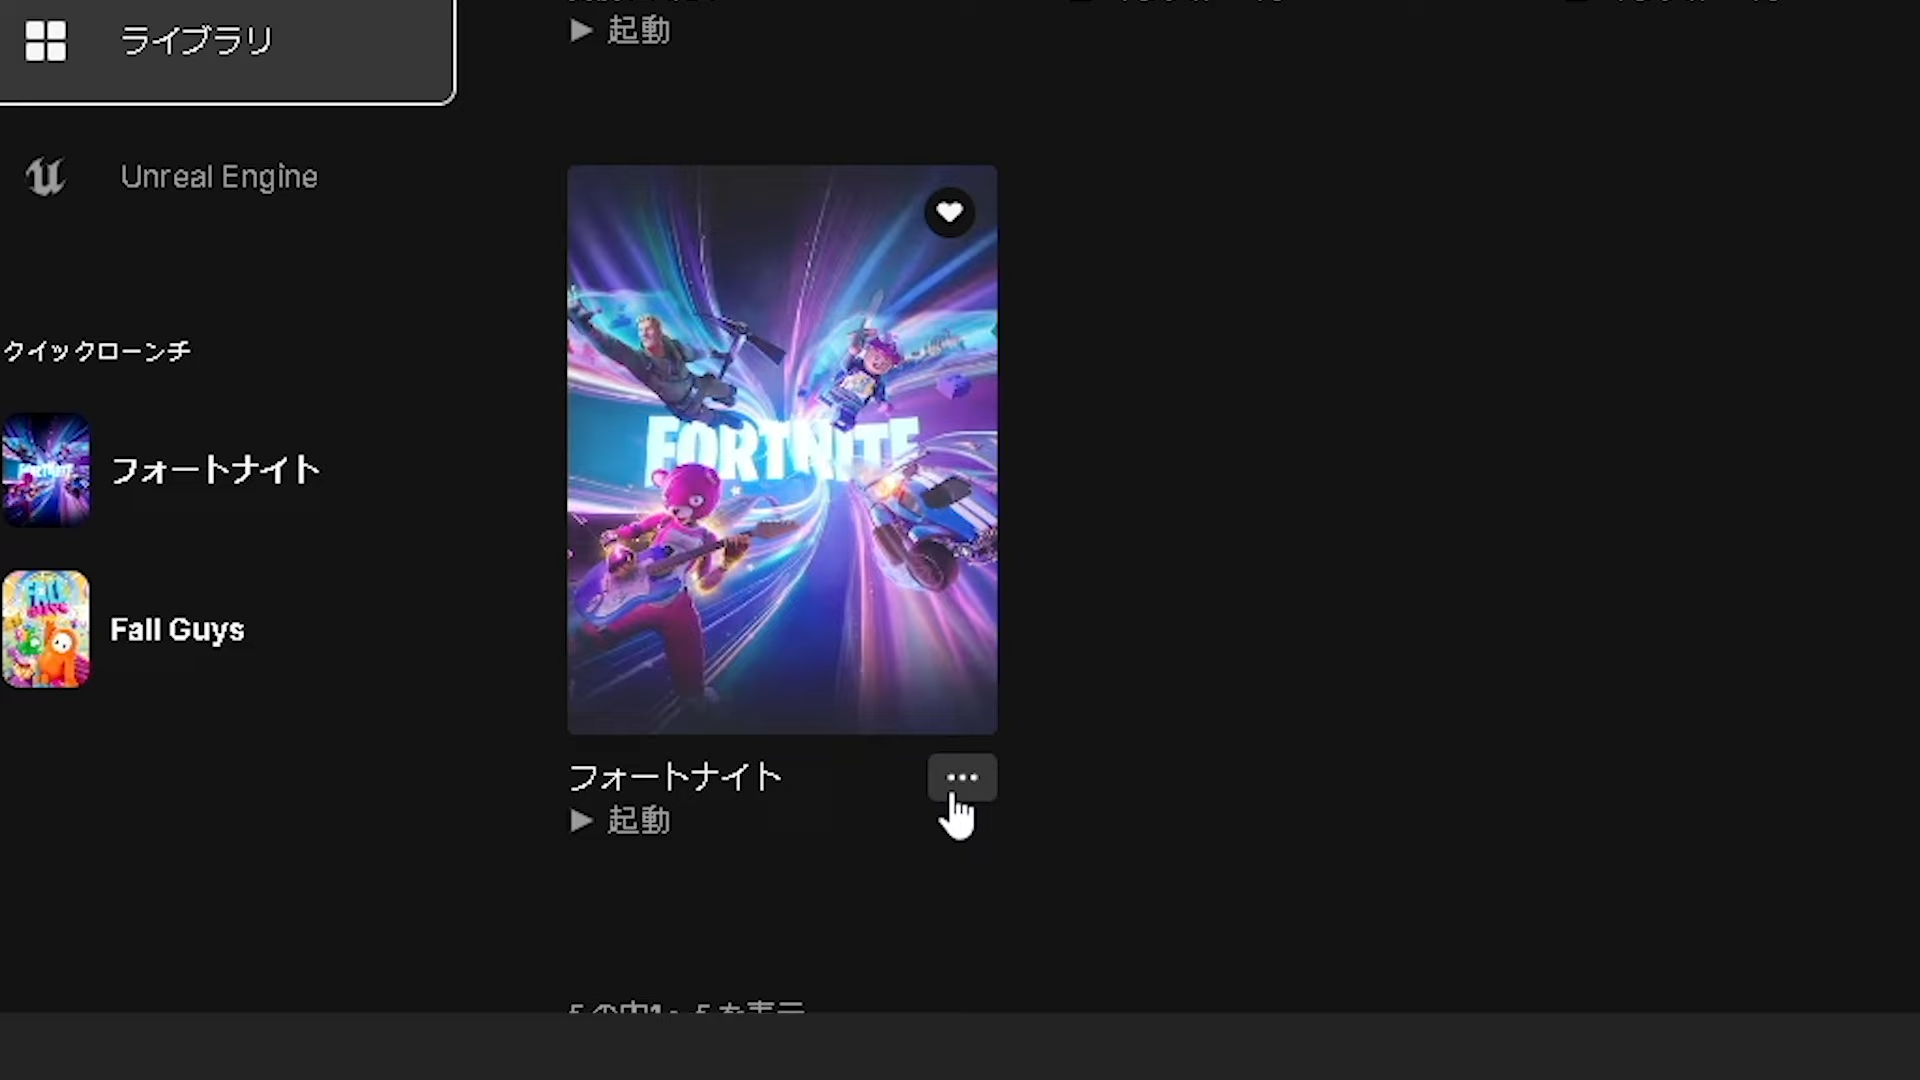 ライブラリ
Unreal Engine
クイックローンチ
フォートナイト
Fall Guys
起動
FORTNITE
フォートナイト
起動